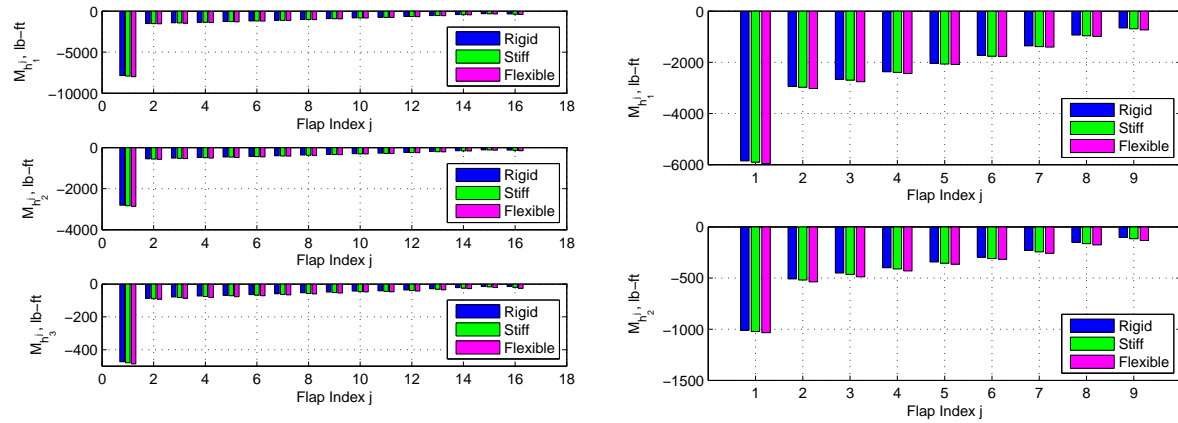 0
−5000
−10000
M_{h_1^j}, lb−ft
0 2 4 6 8 10 12 14 16 18
Flap Index j
Rigid
Stiff
Flexible
0
−2000
−4000
M_{h_2^j}, lb−ft
0 2 4 6 8 10 12 14 16 18
Flap Index j
Rigid
Stiff
Flexible
0
−200
−400
M_{h_3^j}, lb−ft
0 2 4 6 8 10 12 14 16 18
Flap Index j
Rigid
Stiff
Flexible
0
−2000
−4000
−6000
M_{h_1^j}, lb−ft
1 2 3 4 5 6 7 8 9
Flap Index j
Rigid
Stiff
Flexible
0
−500
−1000
−1500
M_{h_2^j}, lb−ft
1 2 3 4 5 6 7 8 9
Flap Index j
Rigid
Stiff
Flexible